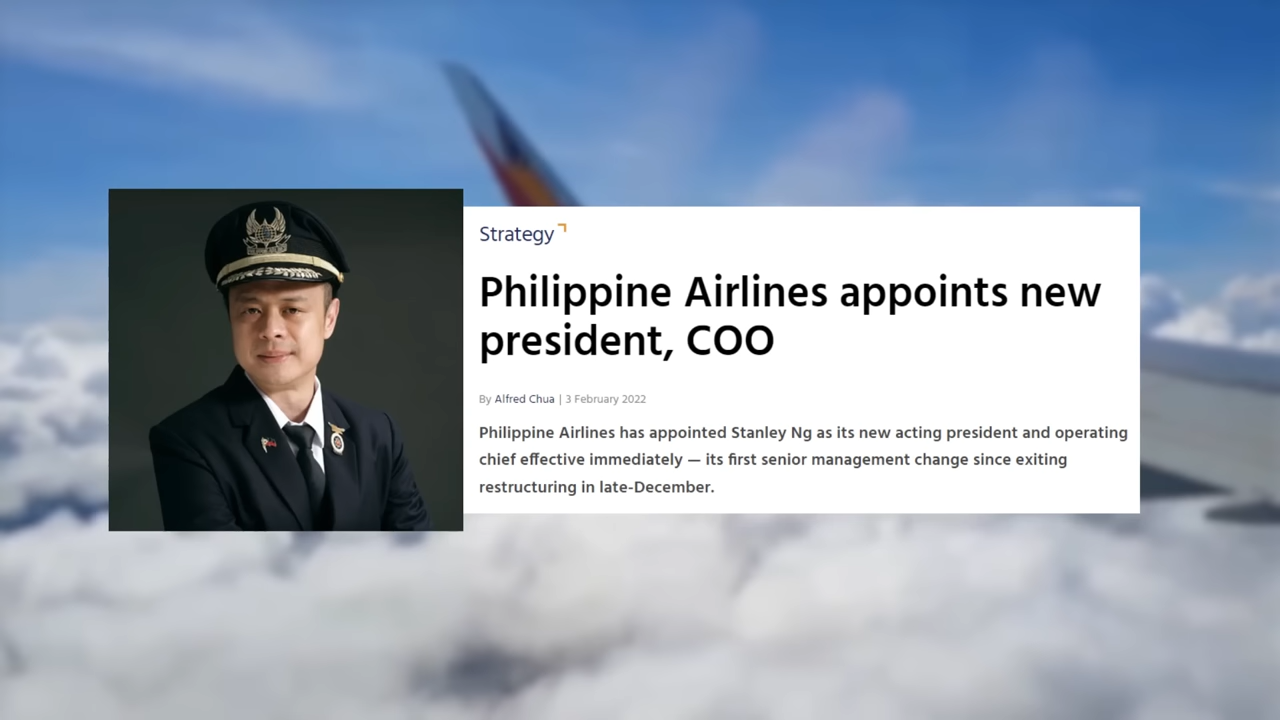 Strategy
Philippine Airlines appoints new
president, COO
By Alfred Chua | 3 February 2022
Philippine Airlines has appointed Stanley Ng as its new acting president and operating
chief effective immediately — its first senior management change since exiting
restructuring in late-December.